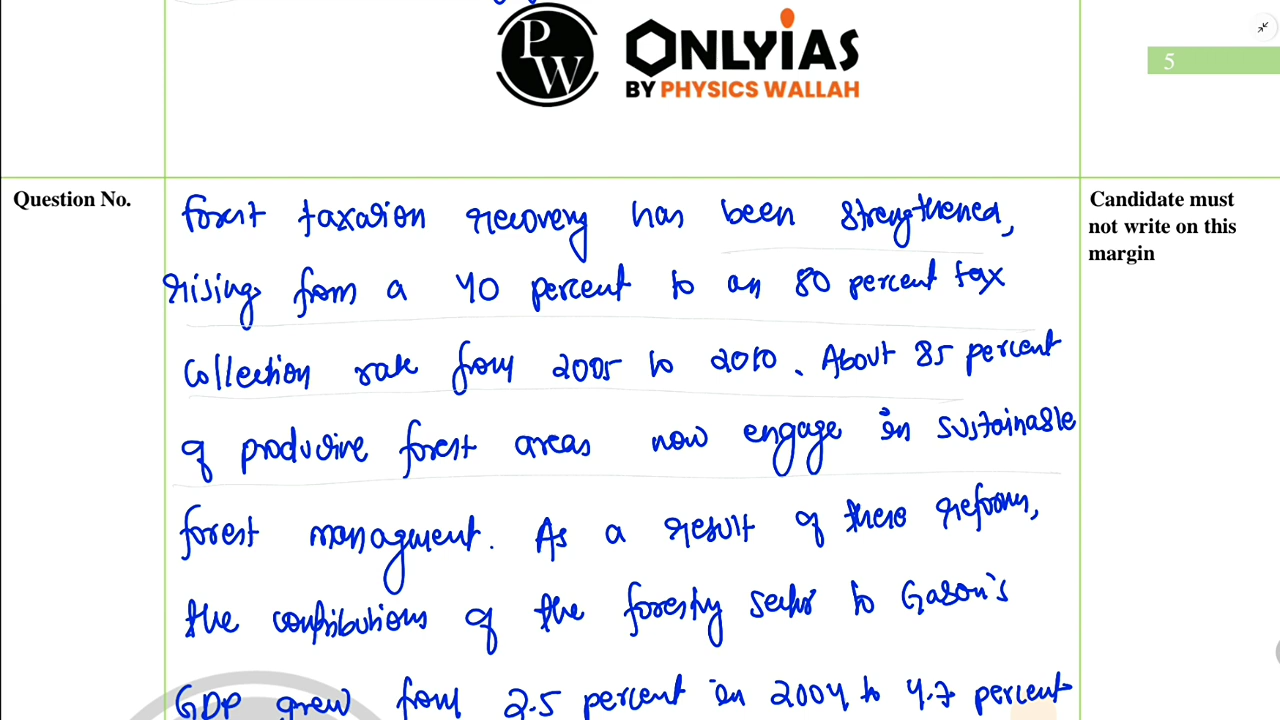 PW
ONLYIAS
BY PHYSICS WALLAH
5
Question No.
Candidate must
not write on this
margin
forest taxation recovery has been strengthened,
rising from a 40 percent to an 80 percent tax
collection rate from 2005 to 2010. About 85 percent
of productive forest areas now engage in sustainable
forest managment. As a result of these reforms,
the contributions of the forestry sector to Gabon's
GDP grew from 2.5 percent in 2004 to 4.7 percent